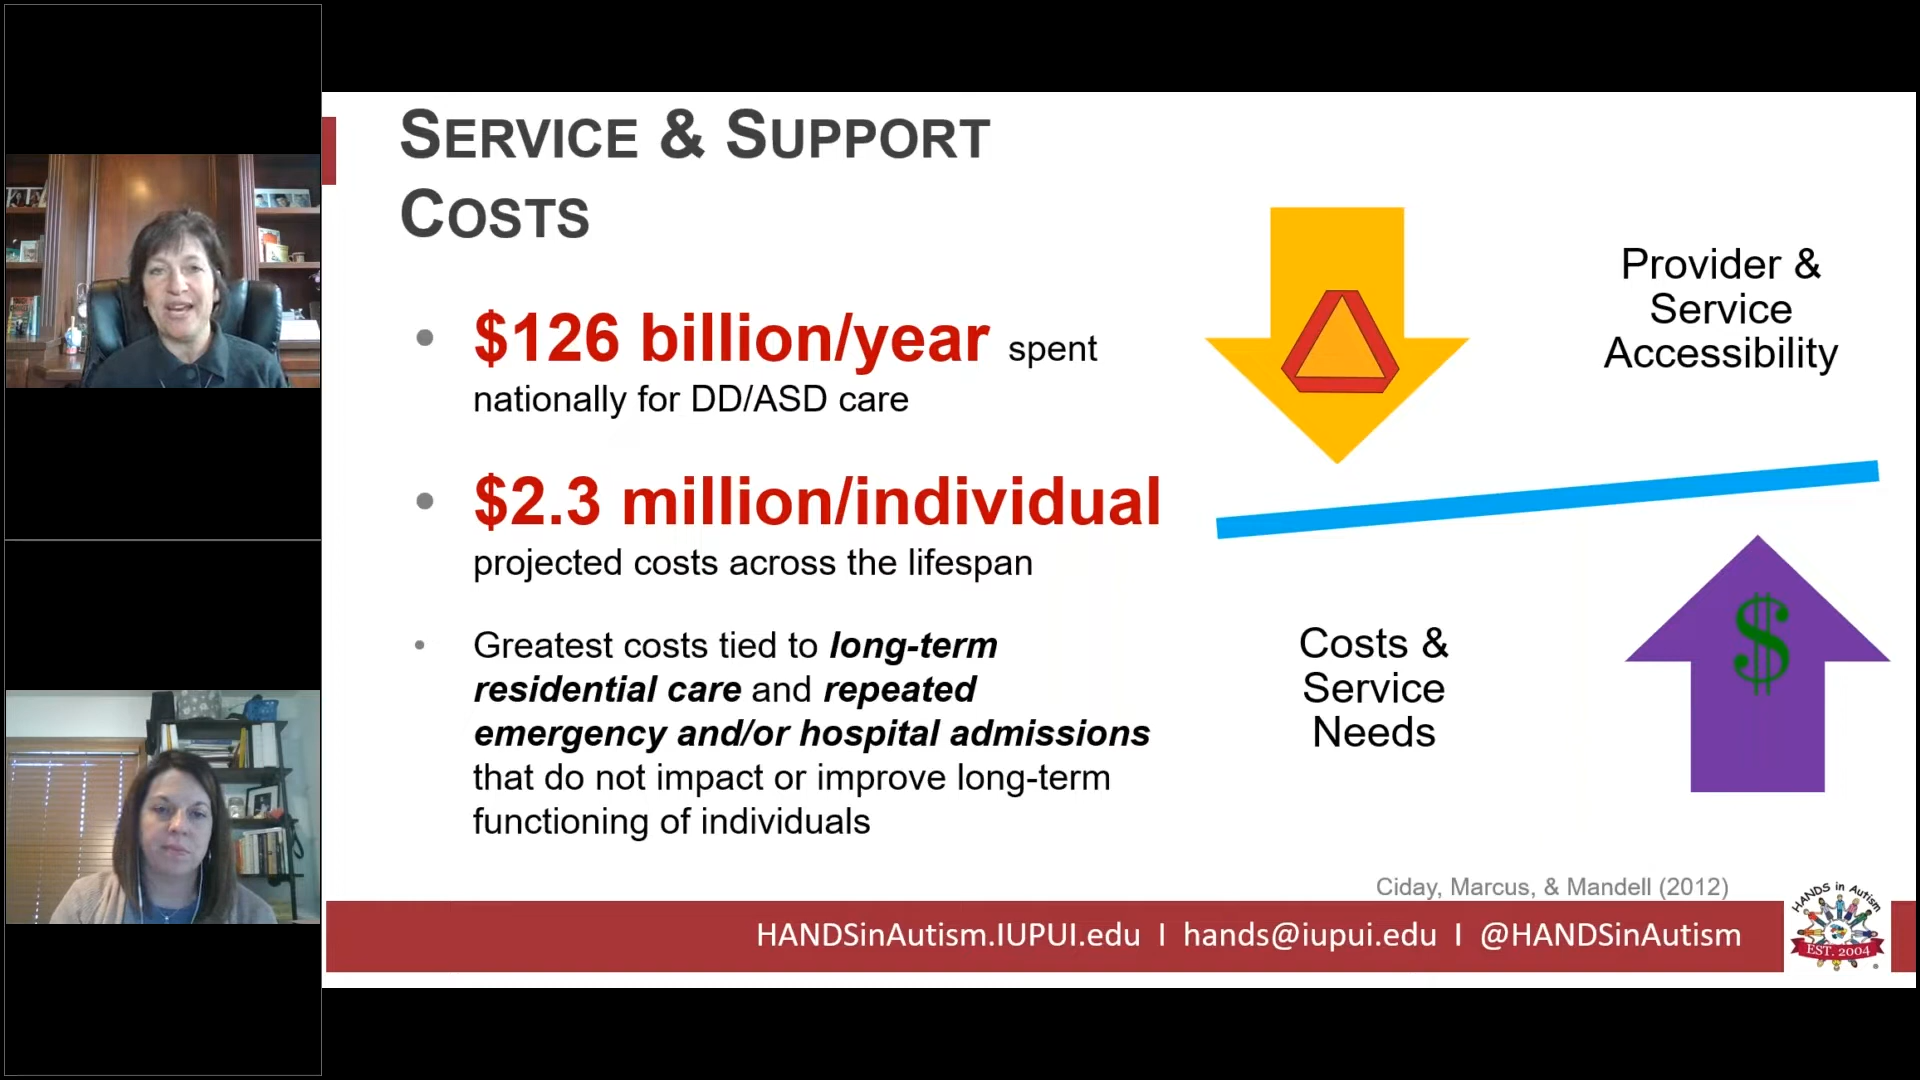 SERVICE & SUPPORT
COSTS
• $126 billion/year spent
nationally for DD/ASD care
• $2.3 million/individual
projected costs across the lifespan
• Greatest costs tied to long-term
residential care and repeated
emergency and/or hospital admissions
that do not impact or improve long-term
functioning of individuals
Provider &
Service
Accessibility
Costs &
Service
Needs
$
Ciday, Marcus, & Mandell (2012)
HANDSinAutism.IUPUI.edu I hands@iupui.edu I @HANDSinAutism
HANDS in Autism
EST. 2004
®